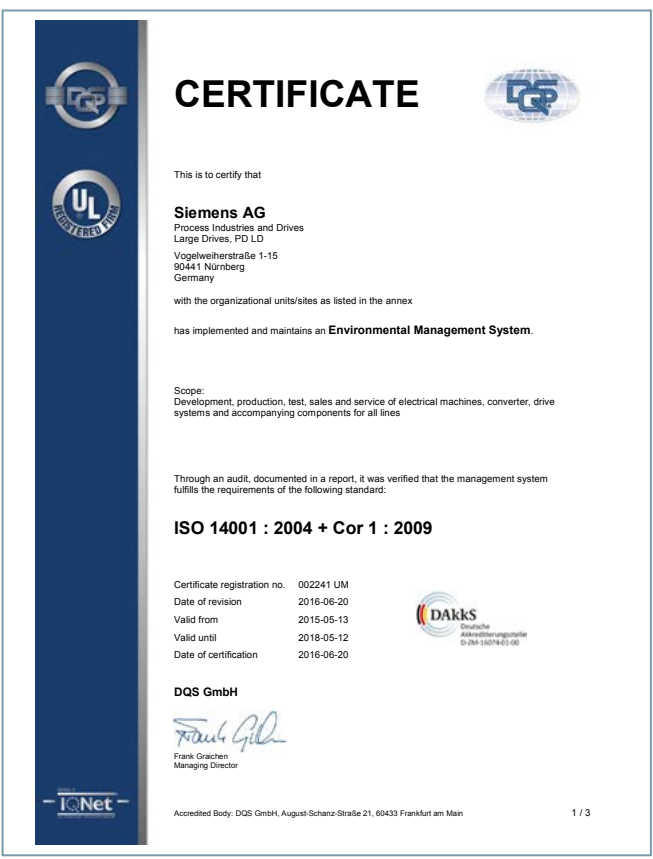 DQS
CERTIFICATE
DQS
This is to certify that
UL
REGISTERED FIRM
Siemens AG
Process Industries and Drives
Large Drives, PD LD
Vogelweiherstraße 1-15
90441 Nürnberg
Germany
with the organizational units/sites as listed in the annex
has implemented and maintains an Environmental Management System.
Scope:
Development, production, test, sales and service of electrical machines, converter, drive
systems and accompanying components for all lines
Through an audit, documented in a report, it was verified that the management system
fulfills the requirements of the following standard:
ISO 14001 : 2004 + Cor 1 : 2009
Certificate registration no. 002241 UM
Date of revision 2016-06-20
Valid from 2015-05-13
Valid until 2018-05-12
Date of certification 2016-06-20
DAkkS
Deutsche
Akkreditierungsstelle
D-ZM-16074-01-00
DQS GmbH
Frank Graichen
Managing Director
IQNet
Accredited Body: DQS GmbH, August-Schanz-Straße 21, 60433 Frankfurt am Main
1 / 3